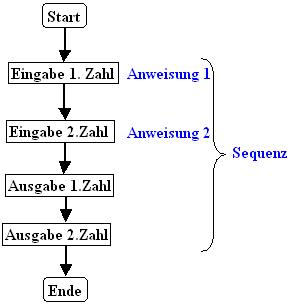 Start
Eingabe 1. Zahl Anweisung 1
Eingabe 2.Zahl Anweisung 2
Sequenz
Ausgabe 1.Zahl
Ausgabe 2.Zahl
Ende